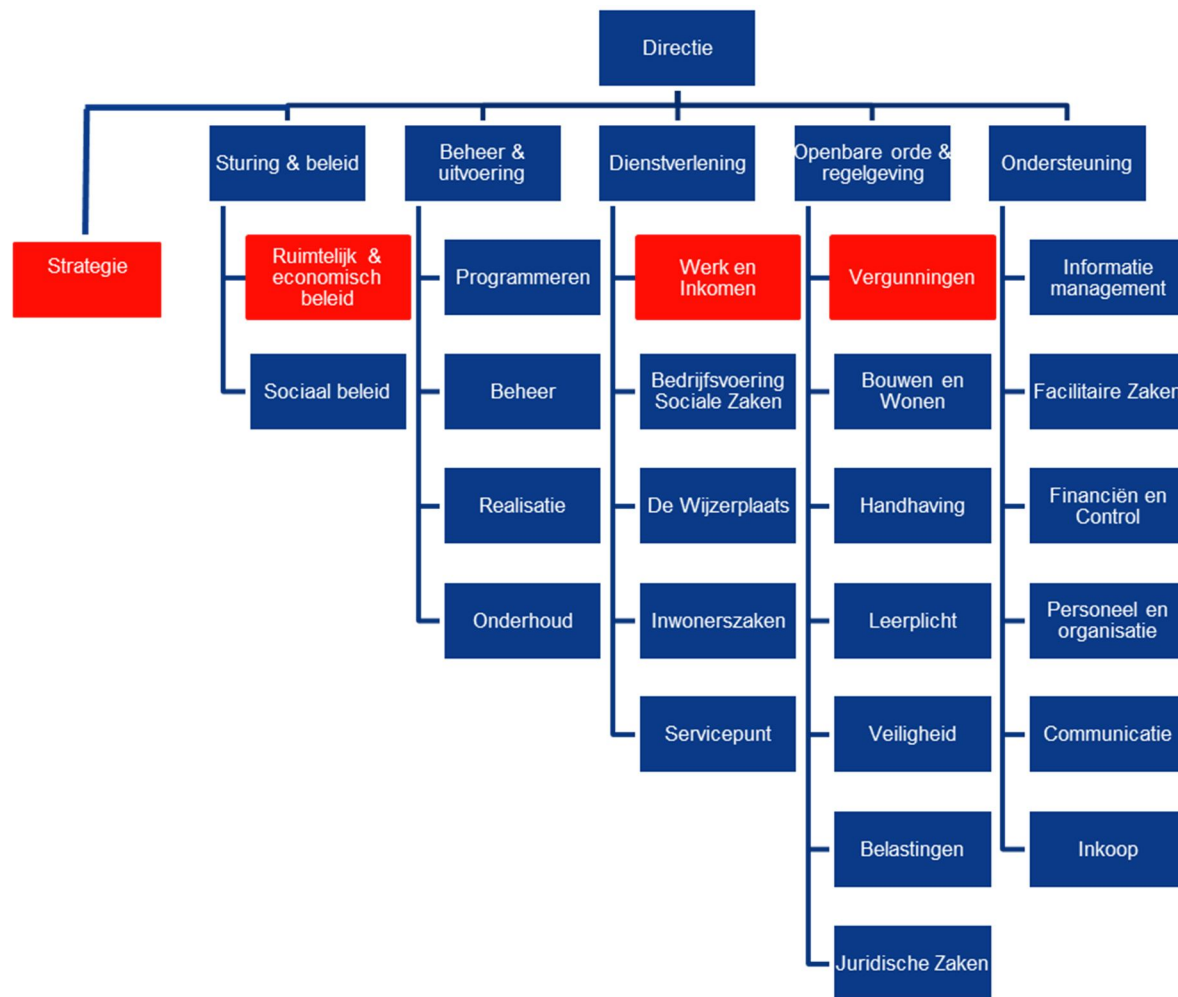 Directie
Sturing & beleid
Beheer &
uitvoering
Dienstverlening
Openbare orde &
regelgeving
Ondersteuning
Strategie
Ruimtelijk &
economisch
beleid
Sociaal beleid
Programmeren
Beheer
Realisatie
Onderhoud
Werk en
Inkomen
Bedrijfsvoering
Sociale Zaken
De Wijzerplaats
Inwonerszaken
Servicepunt
Vergunningen
Bouwen en
Wonen
Handhaving
Leerplicht
Veiligheid
Belastingen
Juridische Zaken
Informatie
management
Facilitaire Zaken
Financiën en
Control
Personeel en
organisatie
Communicatie
Inkoop